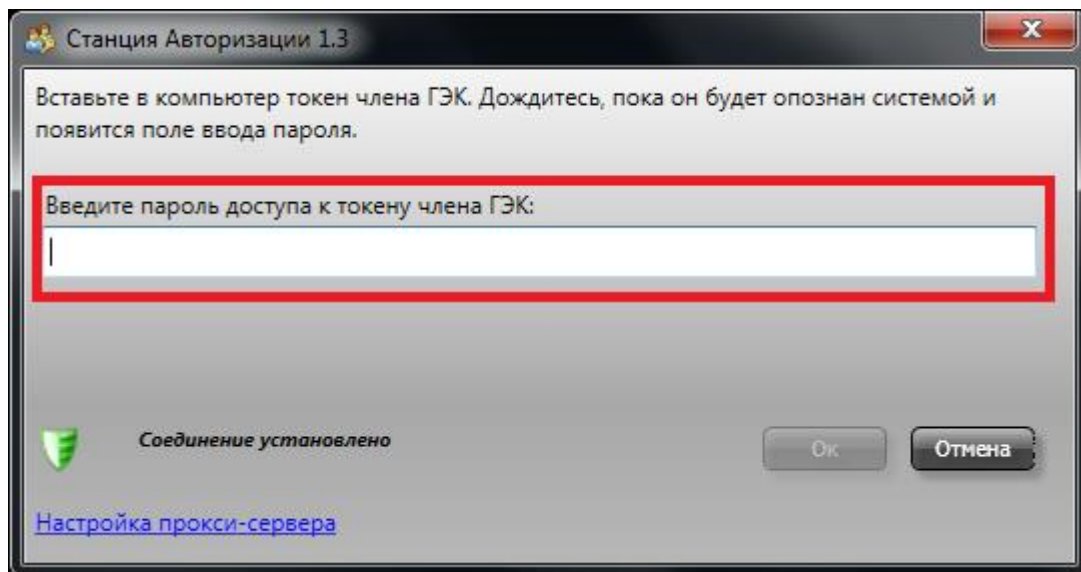 Станция Авторизации 1.3
Вставьте в компьютер токен члена ГЭК. Дождитесь, пока он будет опознан системой и
появится поле ввода пароля.
Введите пароль доступа к токену члена ГЭК:
Соединение установлено
Ок
Отмена
Настройка прокси-сервера